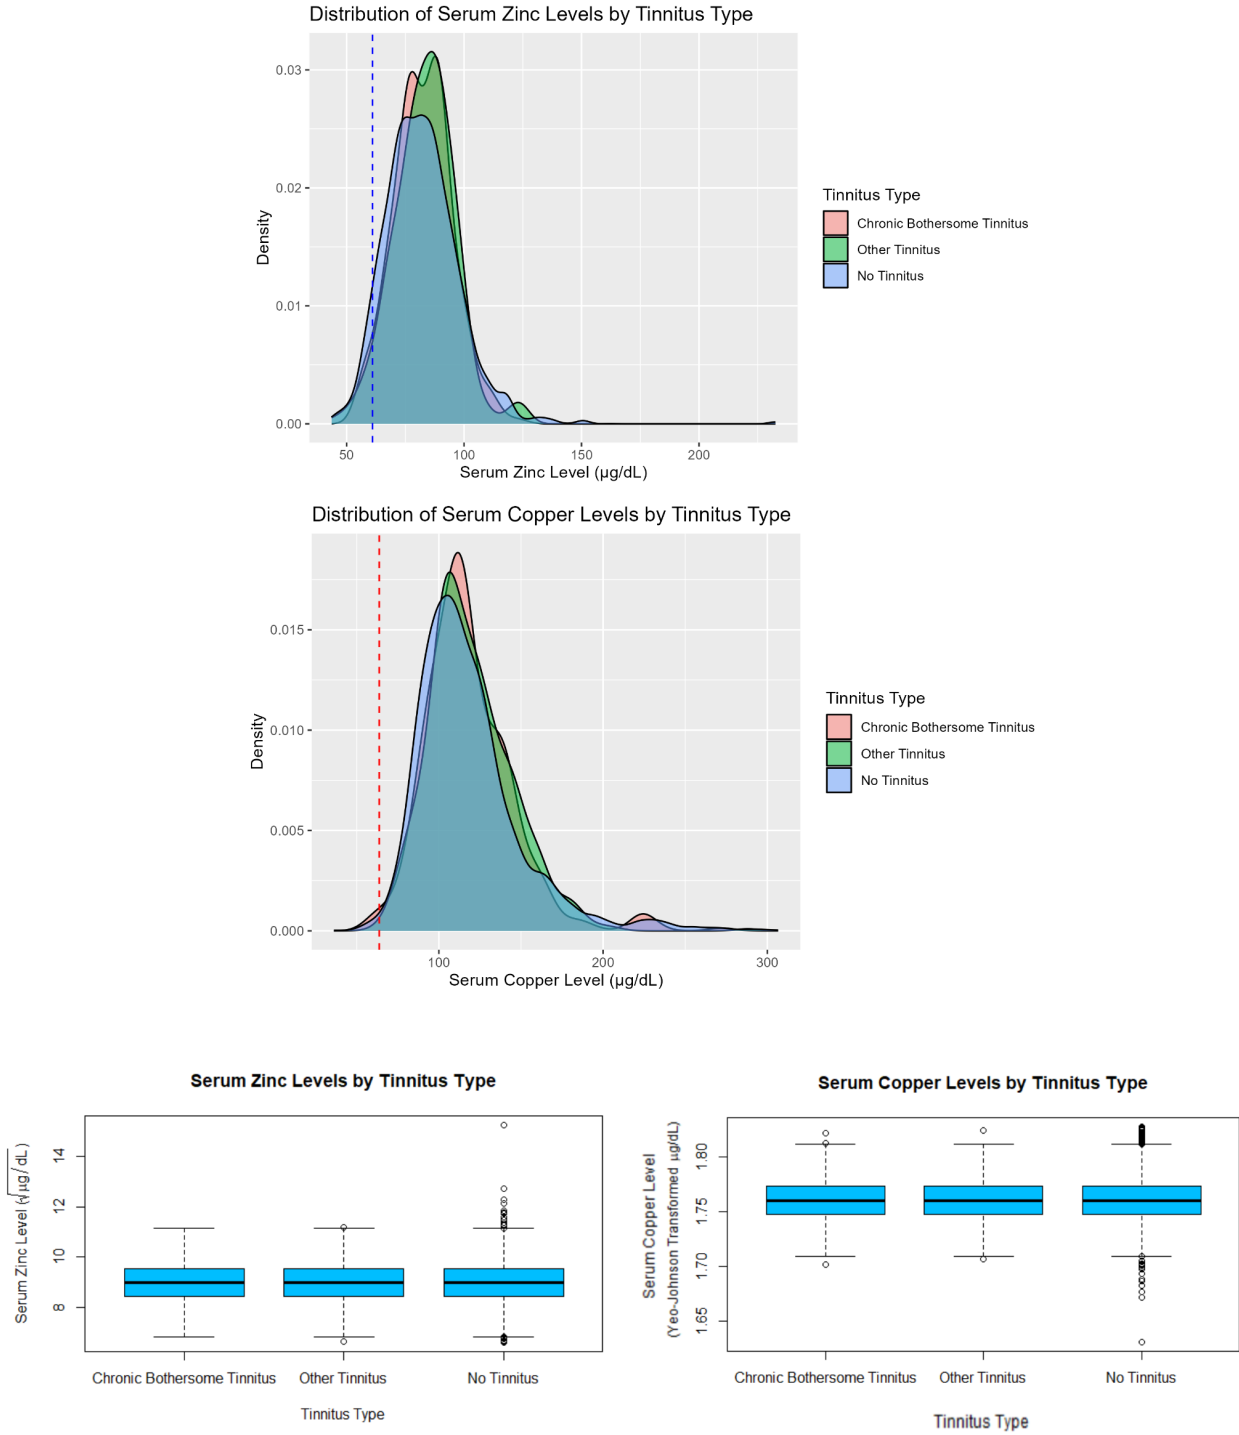 Distribution of Serum Zinc Levels by Tinnitus Type
Density
0.03
0.02
0.01
0.00
50 100 150 200
Serum Zinc Level (µg/dL)
Tinnitus Type
Chronic Bothersome Tinnitus
Other Tinnitus
No Tinnitus
Distribution of Serum Copper Levels by Tinnitus Type
Density
0.015
0.010
0.005
0.000
100 200 300
Serum Copper Level (µg/dL)
Tinnitus Type
Chronic Bothersome Tinnitus
Other Tinnitus
No Tinnitus
Serum Zinc Levels by Tinnitus Type
Serum Zinc Level (√µg/dL)
14
12
10
8
Chronic Bothersome Tinnitus Other Tinnitus No Tinnitus
Tinnitus Type
Serum Copper Levels by Tinnitus Type
Serum Copper Level
(Yeo-Johnson Transformed µg/dL)
1.80
1.75
1.70
1.65
Chronic Bothersome Tinnitus Other Tinnitus No Tinnitus
Tinnitus Type